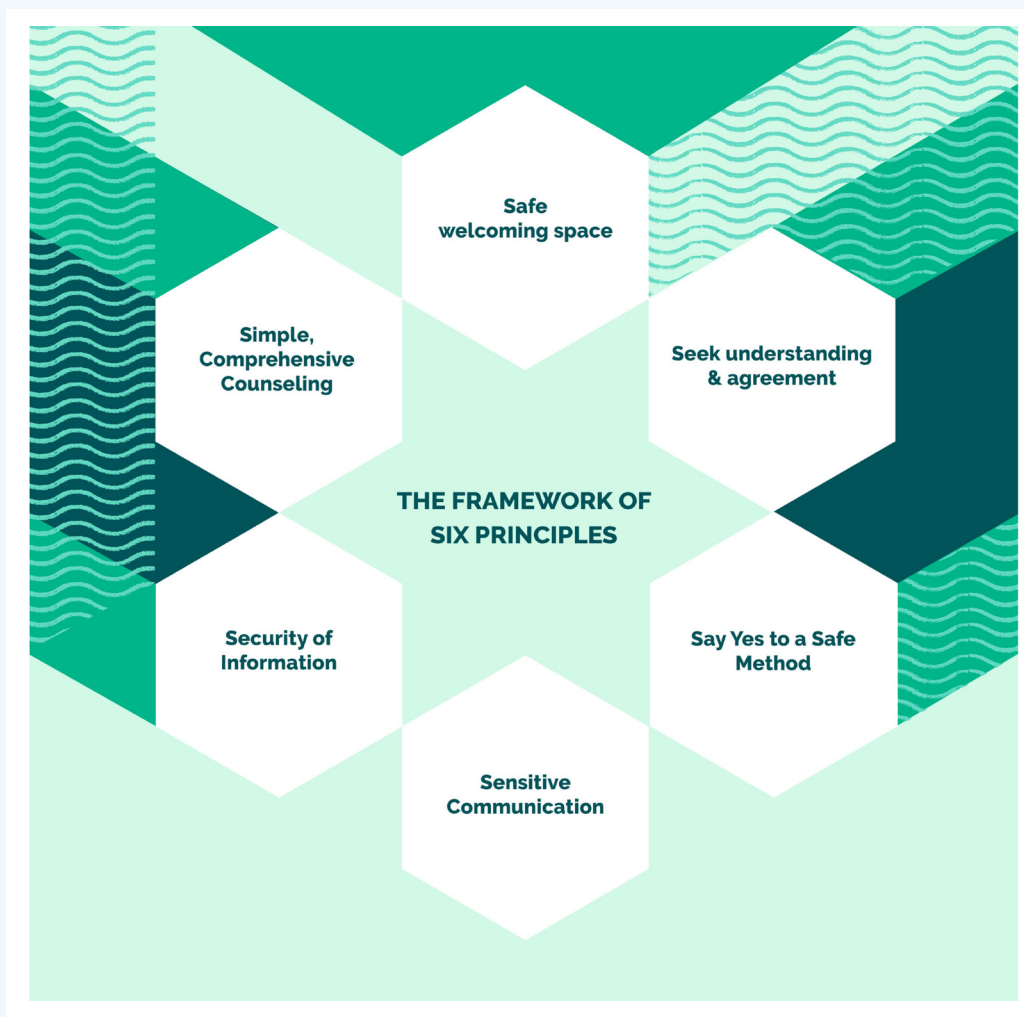 Safe
welcoming space
Simple,
Comprehensive
Counseling
Seek understanding
& agreement
THE FRAMEWORK OF
SIX PRINCIPLES
Security of
Information
Say Yes to a Safe
Method
Sensitive
Communication